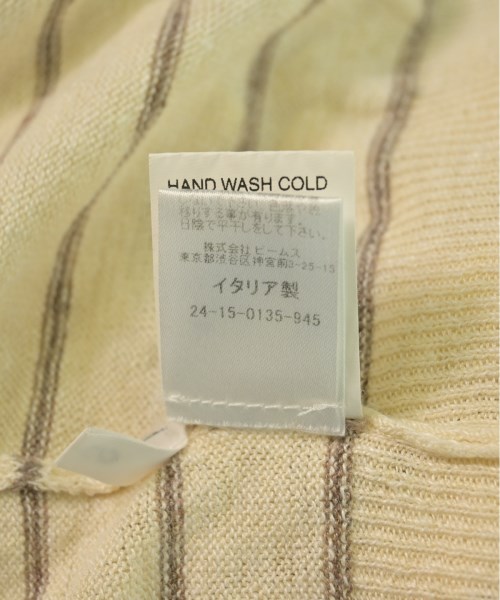 HAND WASH COLD
移りする事が有ります。
日陰で平干しをして下さい。
株式会社 ビームス
東京都渋谷区神宮前3-25-15
イタリア製
24-15-0135-945